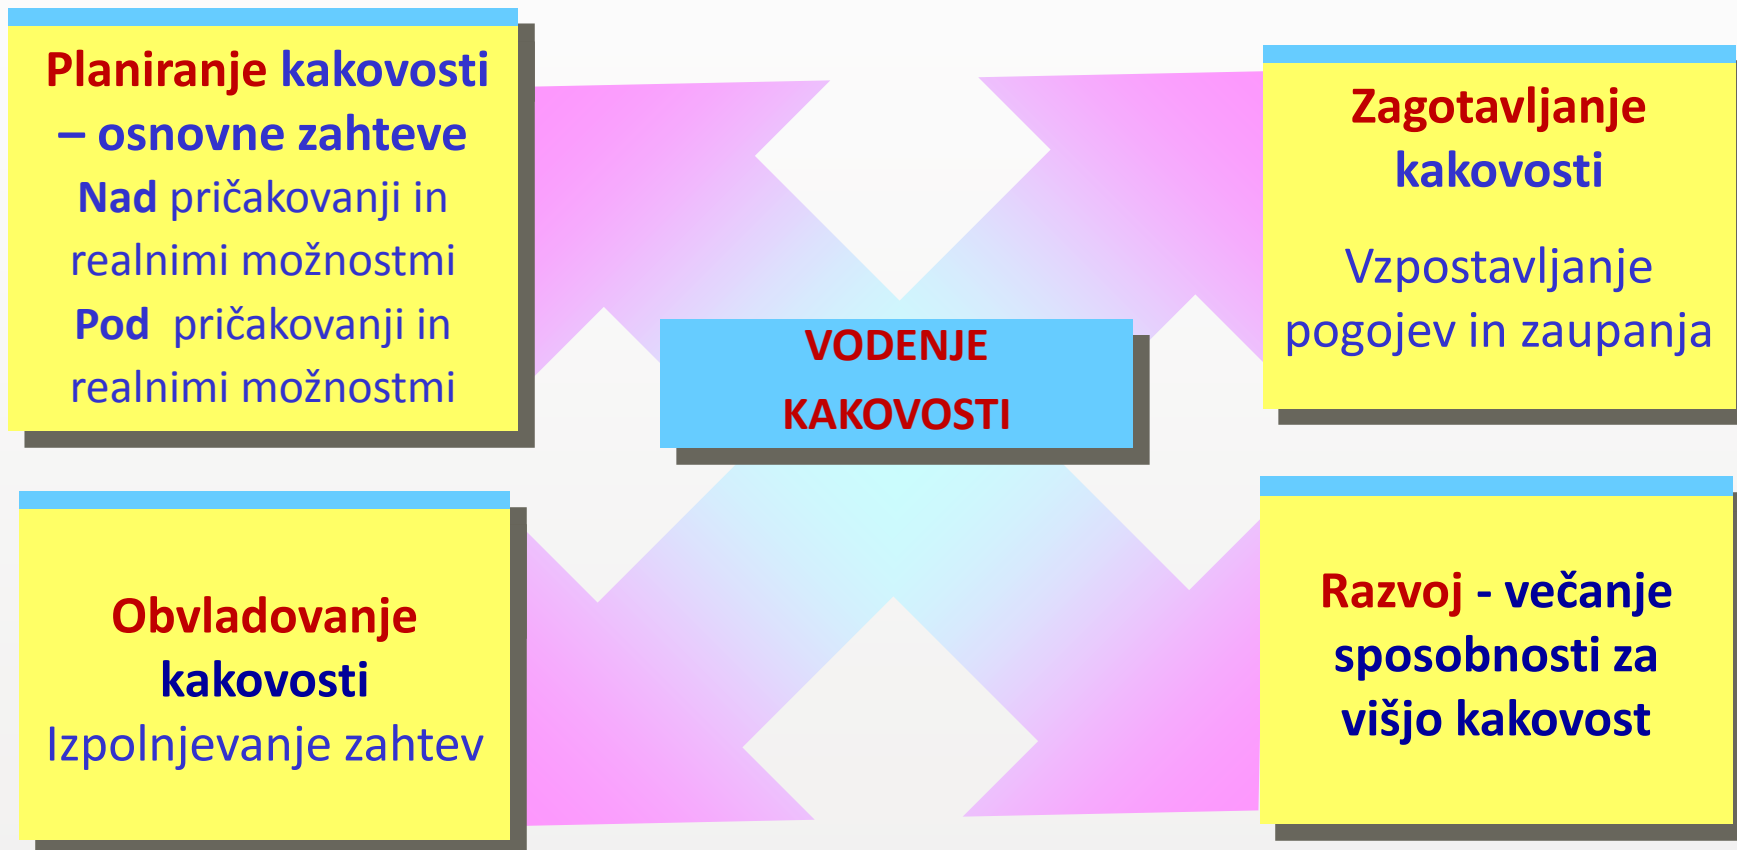 Planiranje kakovosti
– osnovne zahteve
Nad pričakovanji in
realnimi možnostmi
Pod pričakovanji in
realnimi možnostmi
Zagotavljanje
kakovosti
Vzpostavljanje
pogojev in zaupanja
VODENJE
KAKOVOSTI
Obvladovanje
kakovosti
Izpolnjevanje zahtev
Razvoj - večanje
sposobnosti za
višjo kakovost